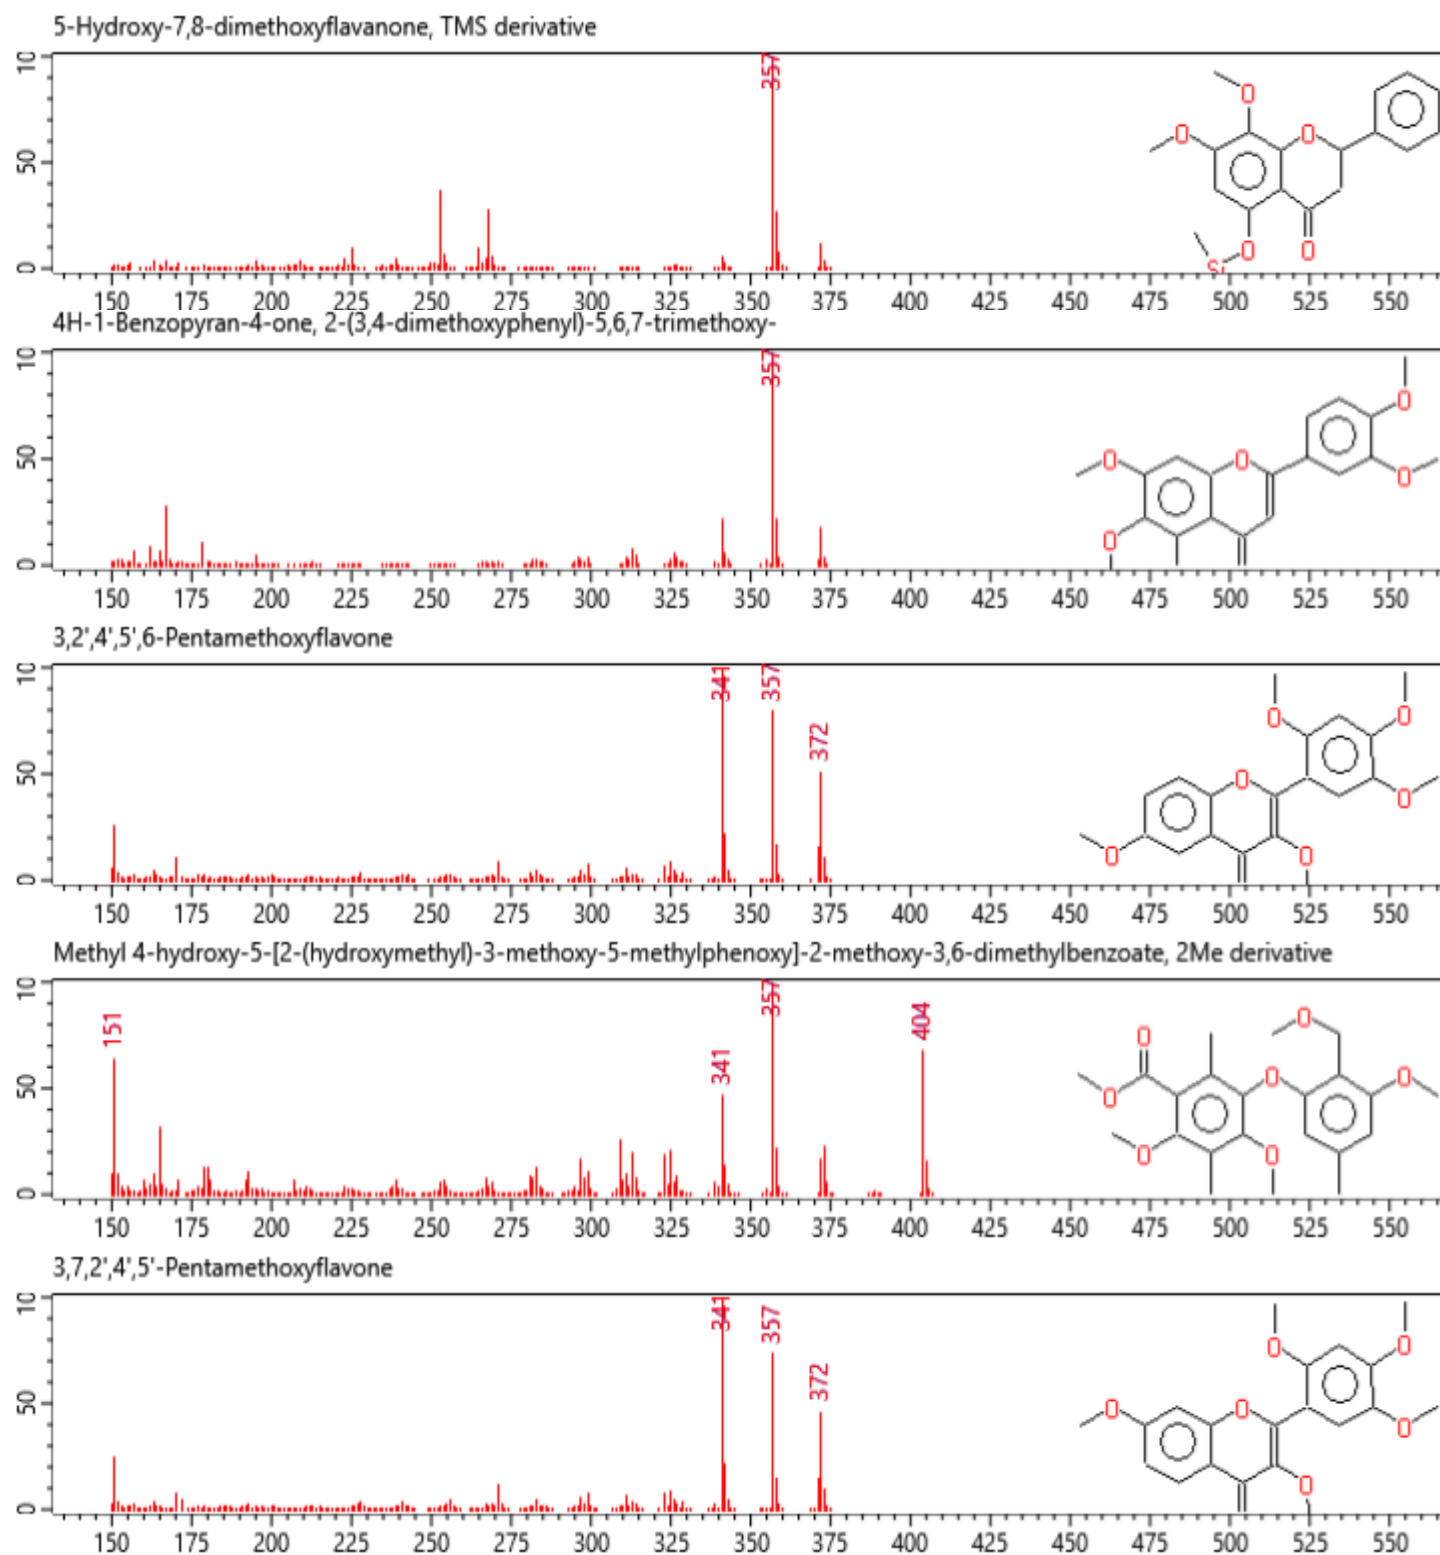 5-Hydroxy-7,8-dimethoxyflavanone, TMS derivative
10
50
0
357
O
O
O
O
O
Si
150 175 200 225 250 275 300 325 350 375 400 425 450 475 500 525 550
4H-1-Benzopyran-4-one, 2-(3,4-dimethoxyphenyl)-5,6,7-trimethoxy-
10
50
0
357
O
O
O
O
O
150 175 200 225 250 275 300 325 350 375 400 425 450 475 500 525 550
3,2',4',5',6-Pentamethoxyflavone
10
50
0
341
357
372
O
O
O
O
O
O
150 175 200 225 250 275 300 325 350 375 400 425 450 475 500 525 550
Methyl 4-hydroxy-5-[2-(hydroxymethyl)-3-methoxy-5-methylphenoxy]-2-methoxy-3,6-dimethylbenzoate, 2Me derivative
10
50
0
151
341
357
404
O
O
O
O
O
O
O
150 175 200 225 250 275 300 325 350 375 400 425 450 475 500 525 550
3,7,2',4',5'-Pentamethoxyflavone
10
50
0
341
357
372
O
O
O
O
O
O
150 175 200 225 250 275 300 325 350 375 400 425 450 475 500 525 550